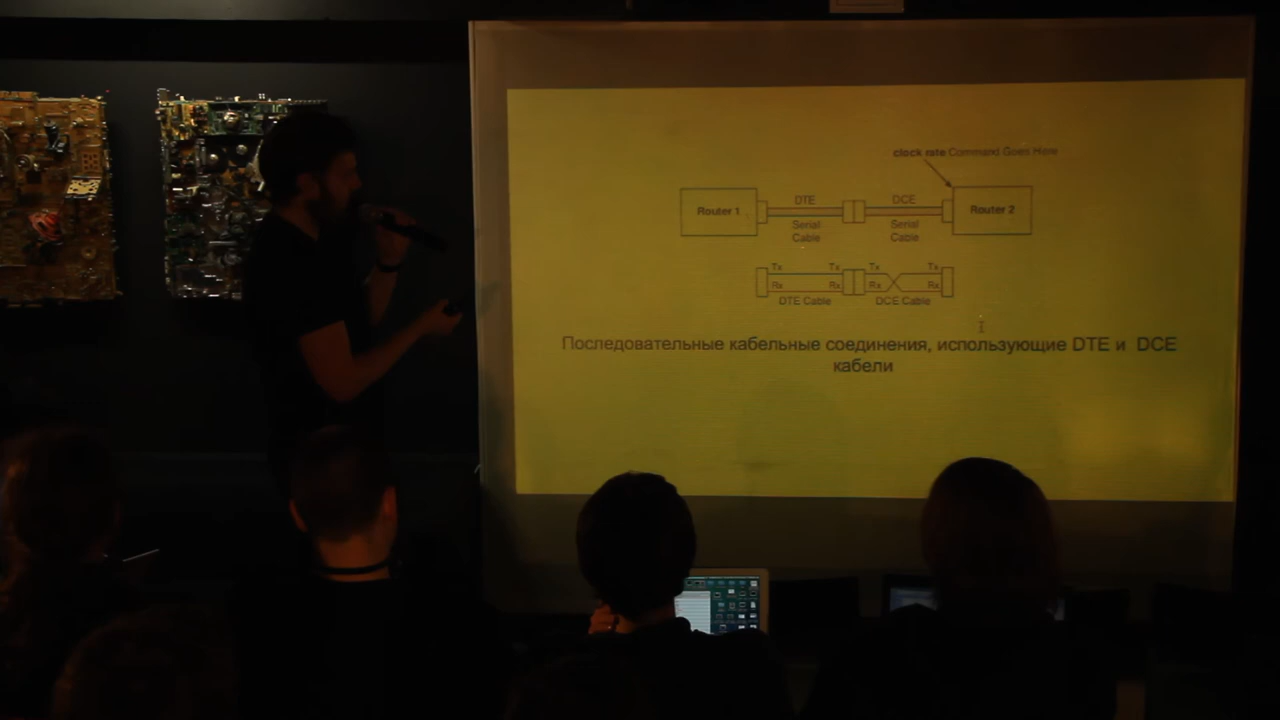 clock rate Command Goes Here
Router 1
DTE
DCE
Router 2
Serial
Cable
Serial
Cable
Tx
Tx
Tx
Tx
Rx
Rx
Rx
Rx
DTE Cable
DCE Cable
Последовательные кабельные соединения, использующие DTE и DCE
кабели